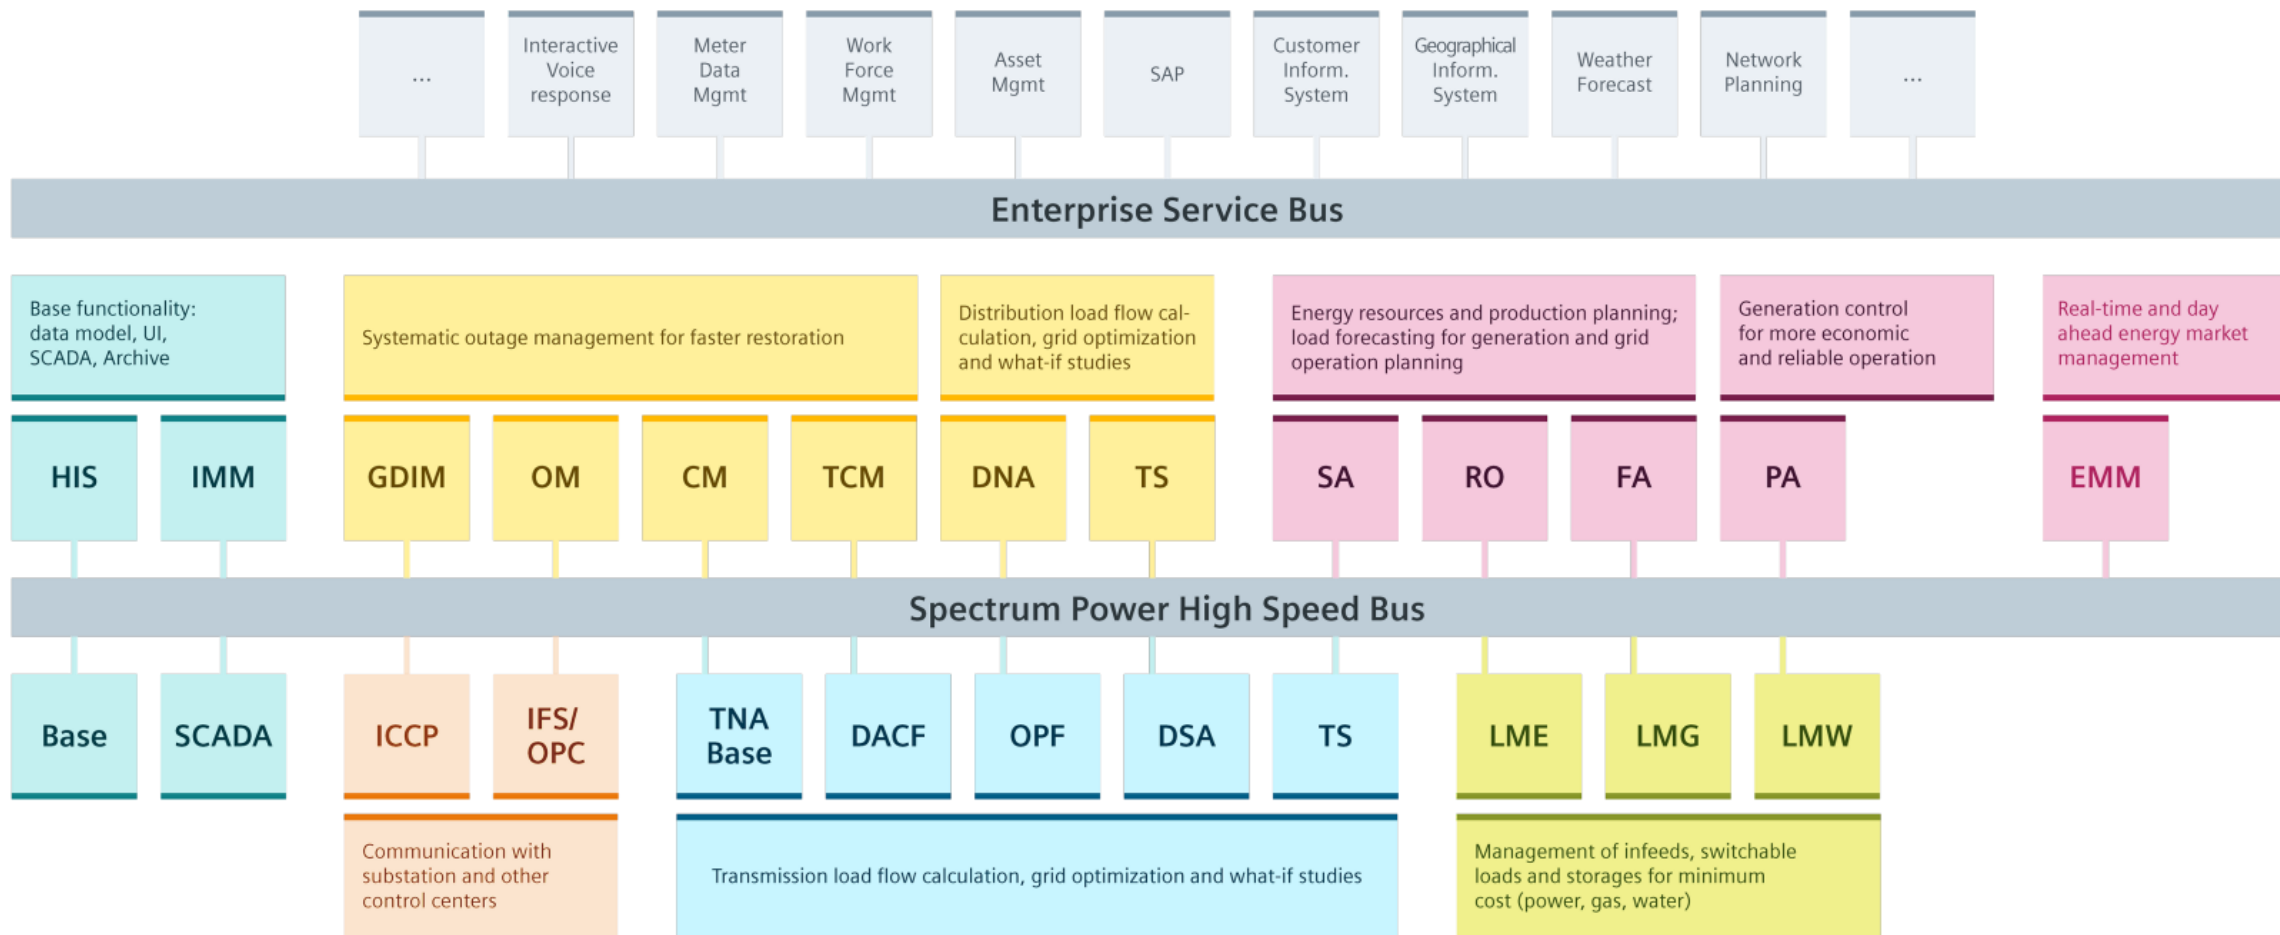 ...
Interactive
Voice
response
Meter
Data
Mgmt
Work
Force
Mgmt
Asset
Mgmt
SAP
Customer
Inform.
System
Geographical
Inform.
System
Weather
Forecast
Network
Planning
...
Enterprise Service Bus
Base functionality:
data model, UI,
SCADA, Archive
Systematic outage management for faster restoration
Distribution load flow cal-
culation, grid optimization
and what-if studies
Energy resources and production planning;
load forecasting for generation and grid
operation planning
Generation control
for more economic
and reliable operation
Real-time and day
ahead energy market
management
HIS
IMM
GDIM
OM
CM
TCM
DNA
TS
SA
RO
FA
PA
EMM
Spectrum Power High Speed Bus
Base
SCADA
ICCP
IFS/
OPC
TNA
Base
DACF
OPF
DSA
TS
LME
LMG
LMW
Communication with
substation and other
control centers
Transmission load flow calculation, grid optimization and what-if studies
Management of infeeds, switchable
loads and storages for minimum
cost (power, gas, water)